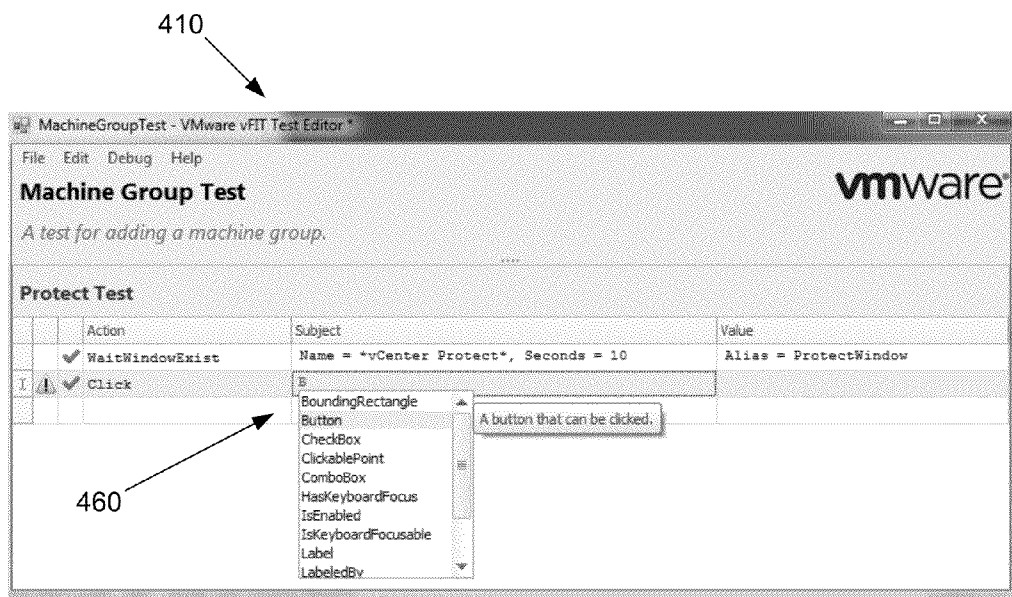 410
MachineGroupTest - VMware vFIT Test Editor *
File Edit Debug Help
Machine Group Test
vmware®
A test for adding a machine group.
Protect Test
Action Subject Value
WaitWindowExist Name = *vCenter Protect*, Seconds = 10 Alias = ProtectWindow
Click B
BoundingRectangle
Button A button that can be clicked.
CheckBox
ClickablePoint
ComboBox
HasKeyboardFocus
IsEnabled
IsKeyboardFocusable
Label
LabeledBy
460